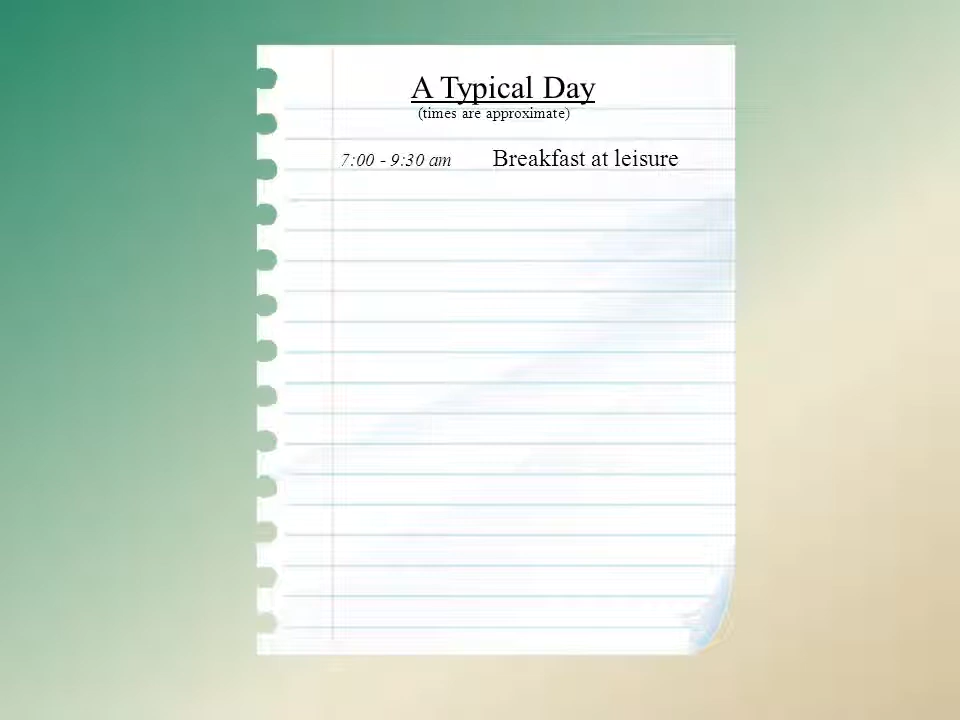 A Typical Day
(times are approximate)
7:00 - 9:30 am Breakfast at leisure